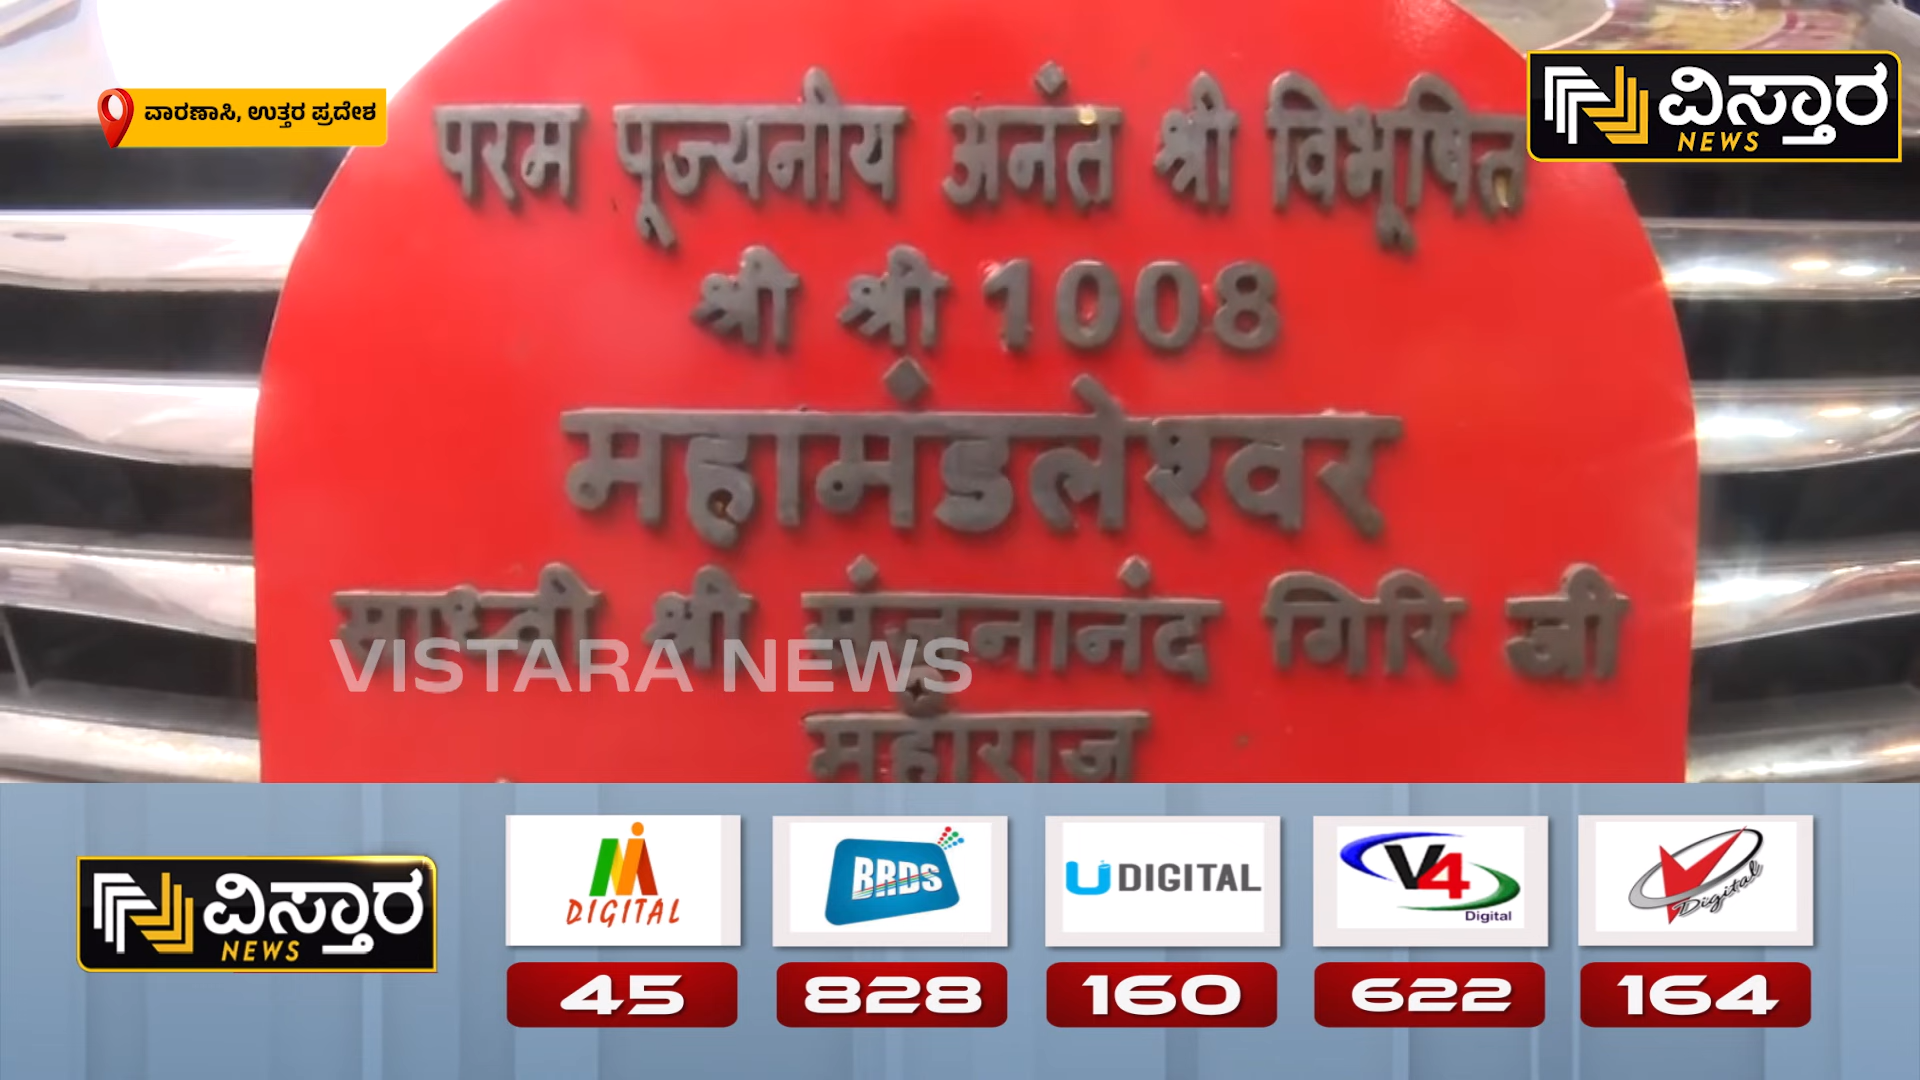 ವಾರಣಾಸಿ, ಉತ್ತರ ಪ್ರದೇಶ
ವಿಸ್ತಾರ
NEWS
परम पूज्यनीय अनंत श्री विभूषित
श्री श्री 1008
महामंडलेश्वर
साध्वी श्री गिरि जी
VISTARA NEWS
महाराज
ವಿಸ್ತಾರ
NEWS
DIGITAL
BRDS
U DIGITAL
V4
Digital
V Digital
45
828
160
622
164